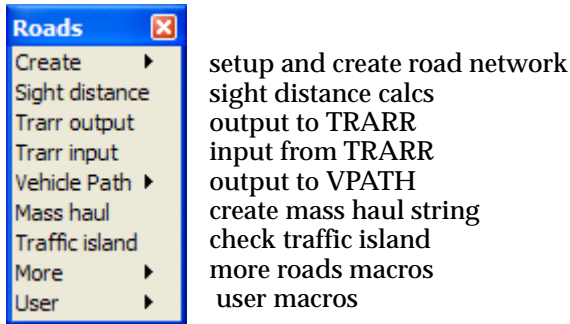 Roads
Create setup and create road network
Sight distance sight distance calcs
Trarr output output to TRARR
Trarr input input from TRARR
Vehicle Path output to VPATH
Mass haul create mass haul string
Traffic island check traffic island
More more roads macros
User user macros